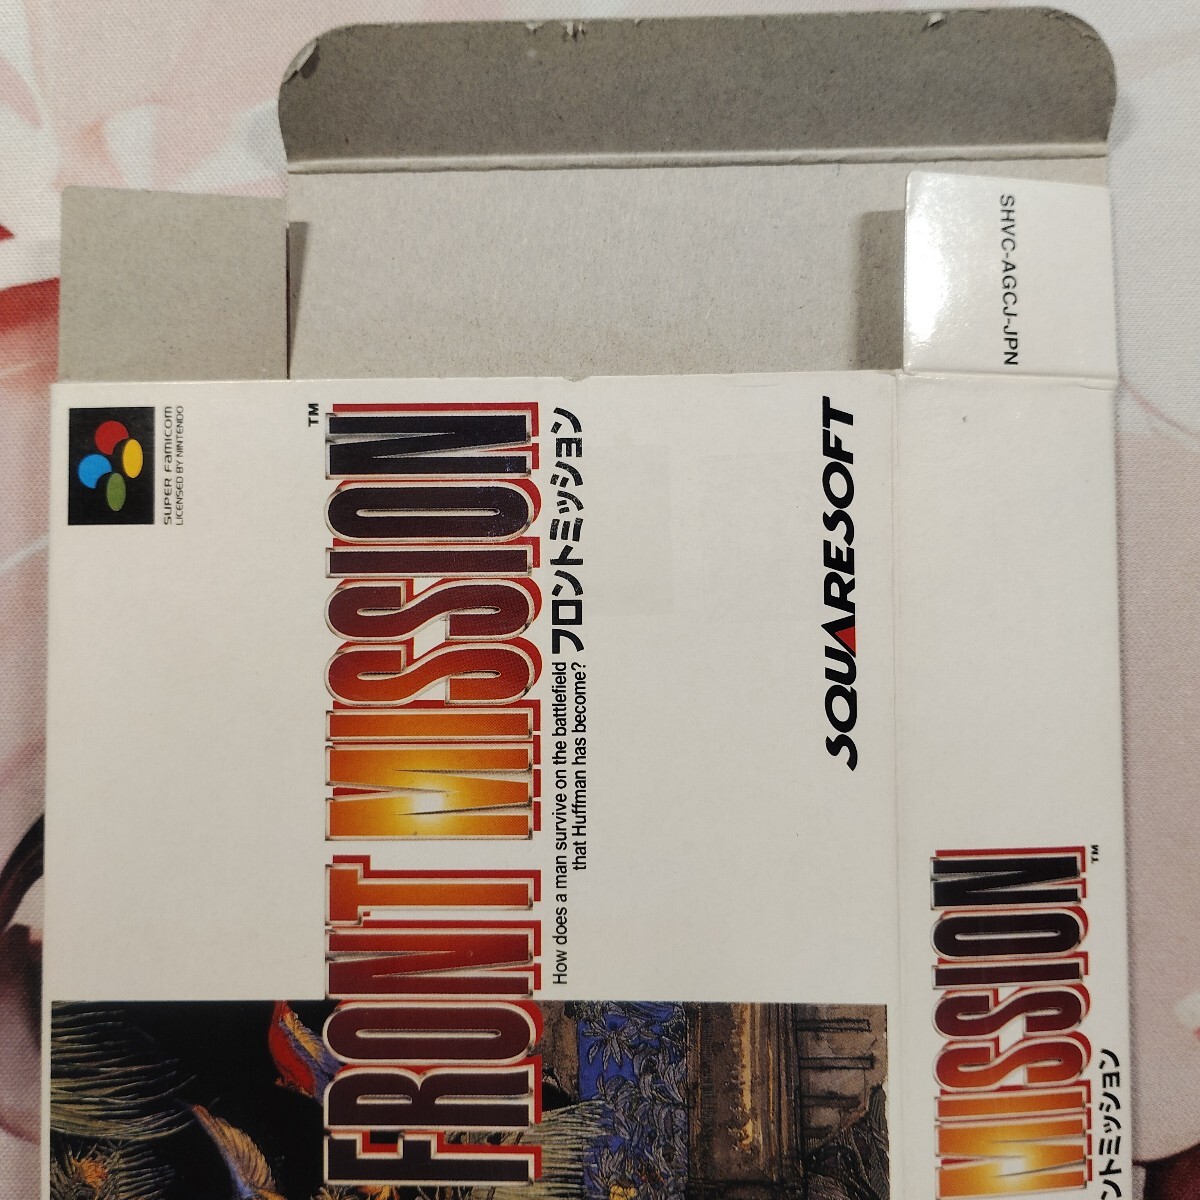 SHVC-AGCJ-JPN
SUPER FAMICOM
LICENSED BY NINTENDO
FRONT MISSION
TM
フロントミッション
How does a man survive on the battlefield
that Huffman has become?
SQUARESOFT
MISSION
TM
ントミッション